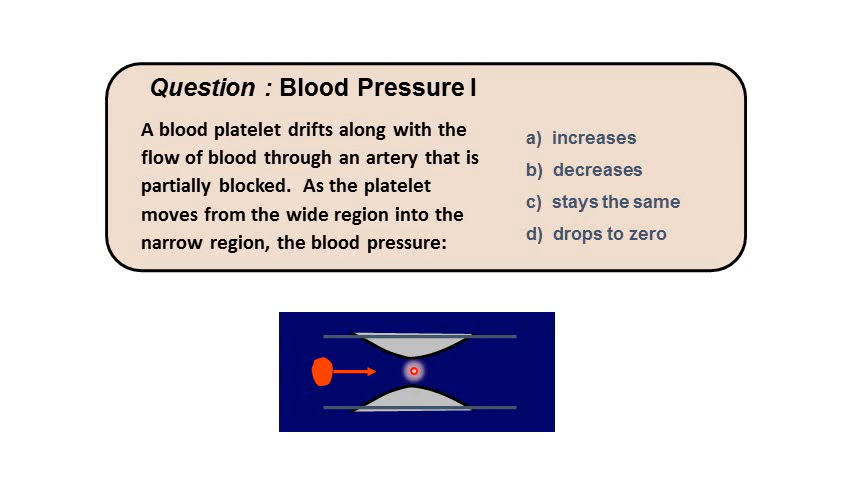 Question : Blood Pressure I
A blood platelet drifts along with the
flow of blood through an artery that is
partially blocked. As the platelet
moves from the wide region into the
narrow region, the blood pressure:
a) increases
b) decreases
c) stays the same
d) drops to zero